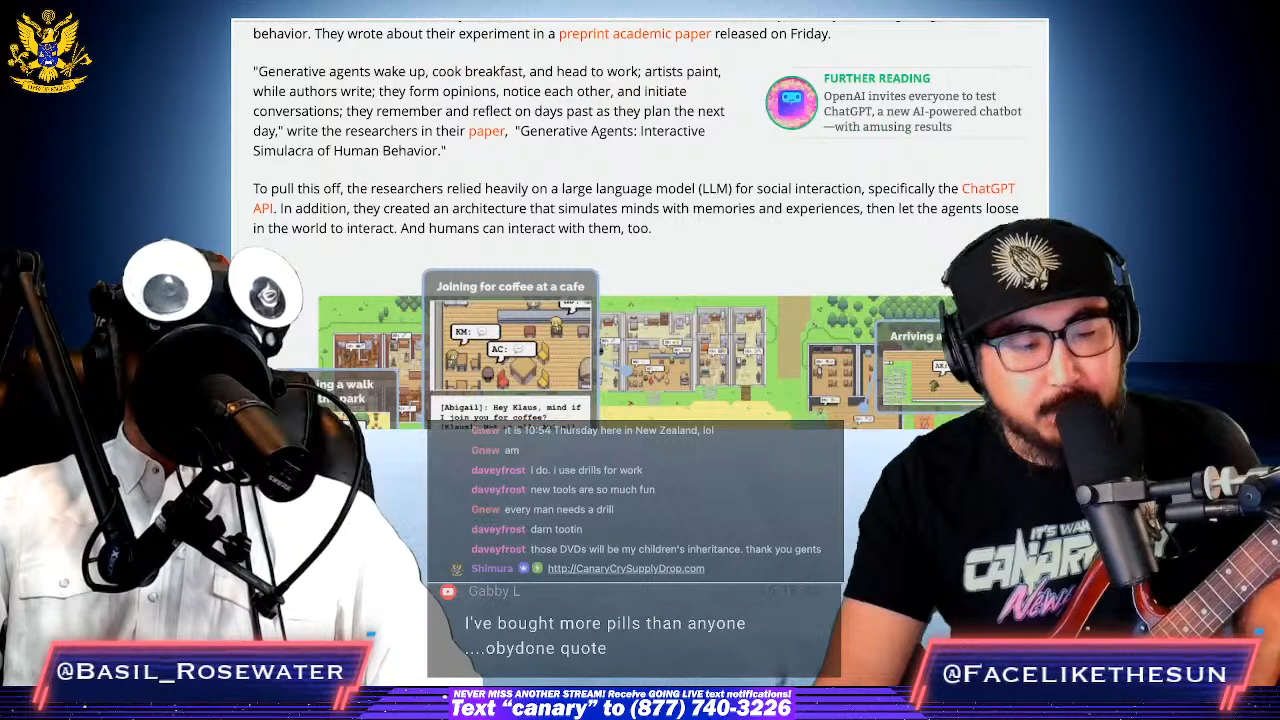 behavior. They wrote about their experiment in a preprint academic paper released on Friday.
"Generative agents wake up, cook breakfast, and head to work; artists paint,
while authors write; they form opinions, notice each other, and initiate
conversations; they remember and reflect on days past as they plan the next
day," write the researchers in their paper, "Generative Agents: Interactive
Simulacra of Human Behavior."
FURTHER READING
OpenAI invites everyone to test
ChatGPT, a new AI-powered chatbot
—with amusing results
To pull this off, the researchers relied heavily on a large language model (LLM) for social interaction, specifically the ChatGPT
API. In addition, they created an architecture that simulates minds with memories and experiences, then let the agents loose
in the world to interact. And humans can interact with them, too.
Joining for coffee at a cafe
KM:
AC:
Arriving a
a walk
[Abigail]: Hey Klaus, mind if
I join you for coffee?
Gnew it is 10:54 Thursday here in New Zealand, lol
Gnew am
daveyfrost i do. i use drills for work
daveyfrost new tools are so much fun
Gnew every man needs a drill
daveyfrost darn tootin
daveyfrost those DVDs will be my children's inheritance. thank you gents
Shimura http://CanaryCrySupplyDrop.com
Gabby L
I've bought more pills than anyone
....obydone quote
IT'S WA
CANARY
News
@Basil_Rosewater
@Facelikethesun
NEVER MISS ANOTHER STREAM! Receive GOING LIVE text notifications!
to (877) 740-3226